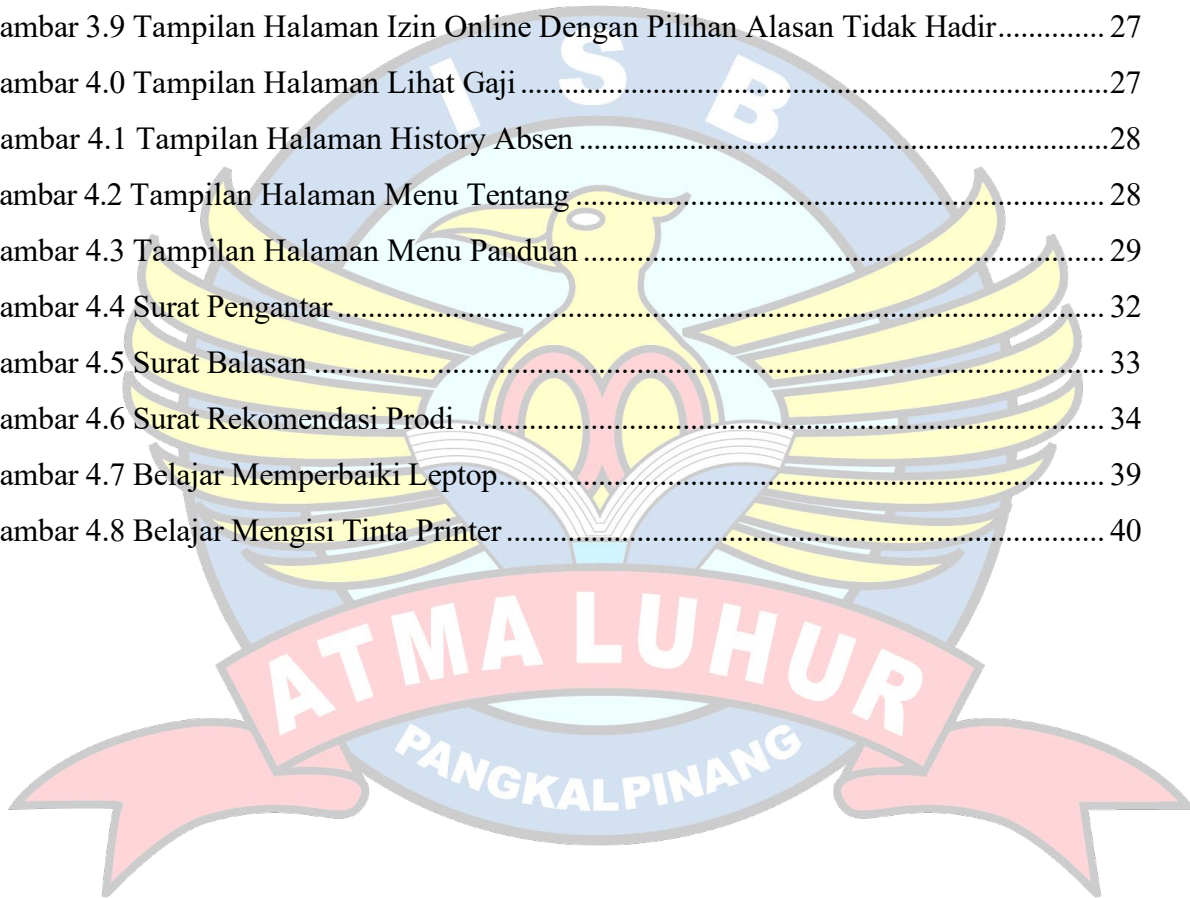 ambar 3.9 Tampilan Halaman Izin Online Dengan Pilihan Alasan Tidak Hadir.............. 27
ambar 4.0 Tampilan Halaman Lihat Gaji..........................................................................27
ambar 4.1 Tampilan Halaman History Absen ..................................................................28
ambar 4.2 Tampilan Halaman Menu Tentang................................................................... 28
ambar 4.3 Tampilan Halaman Menu Panduan.................................................................. 29
ambar 4.4 Surat Pengantar................................................................................................. 32
ambar 4.5 Surat Balasan ................................................................................................... 33
ambar 4.6 Surat Rekomendasi Prodi ................................................................................. 34
ambar 4.7 Belajar Memperbaiki Leptop............................................................................. 39
ambar 4.8 Belajar Mengisi Tinta Printer........................................................................... 40
I S B
ATMA LUHUR
PANGKALPINANG